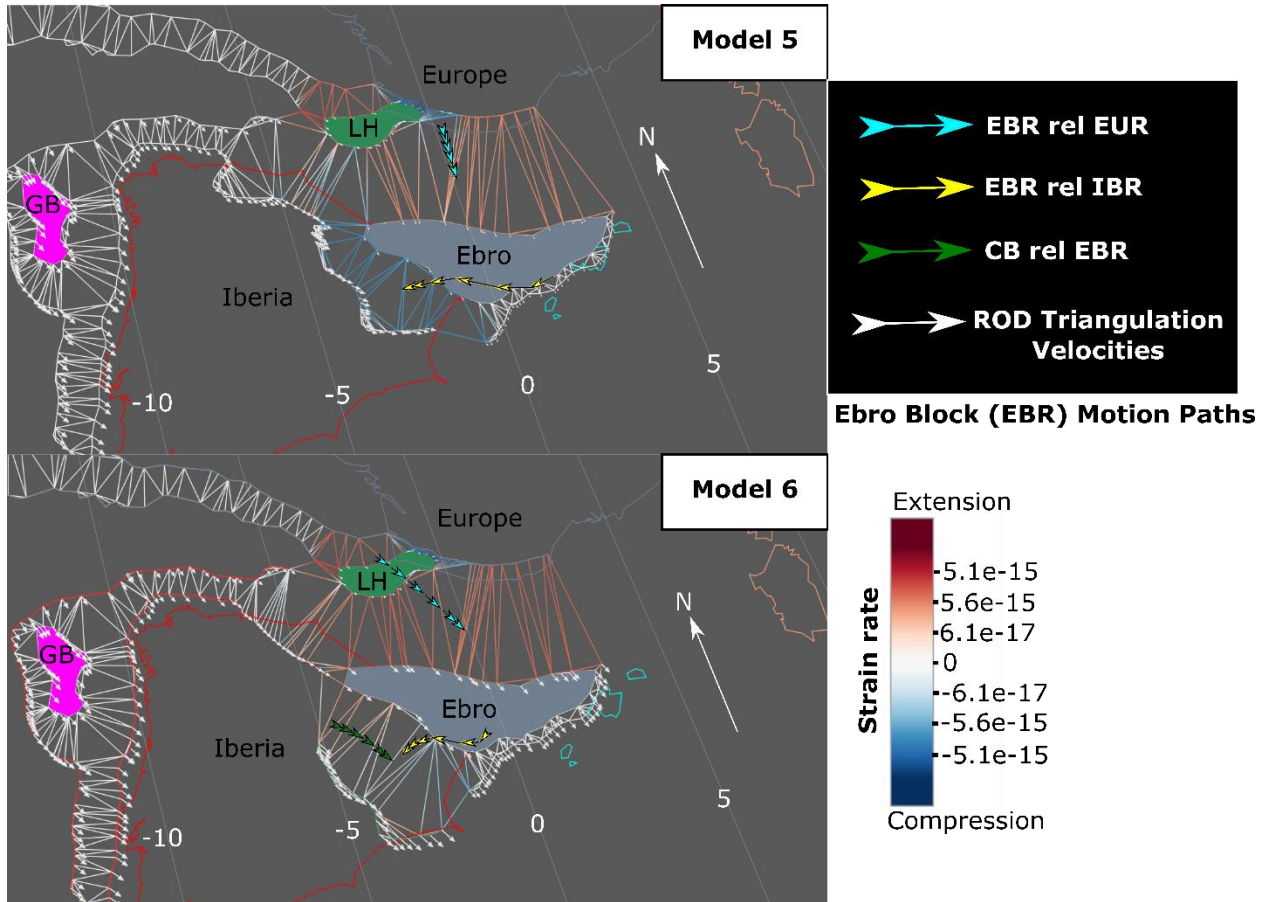 Model 5
Europe
LH
N
GB
Ebro
Iberia
-10
-5
0
5
EBR rel EUR
EBR rel IBR
CB rel EBR
ROD Triangulation
Velocities
Ebro Block (EBR) Motion Paths
Model 6
Europe
LH
N
GB
Ebro
Iberia
-10
-5
0
5
Extension
Strain rate
5.1e-15
5.6e-15
6.1e-17
0
-6.1e-17
-5.6e-15
-5.1e-15
Compression